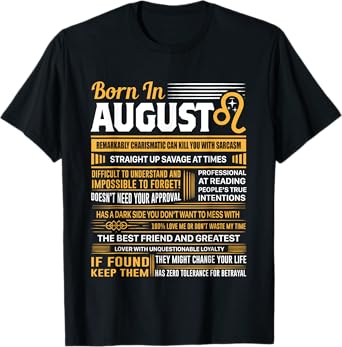 Born In
AUGUST
REMARKABLY CHARISMATIC CAN KILL YOU WITH SARCASM
STRAIGHT UP SAVAGE AT TIMES
DIFFICULT TO UNDERSTAND AND
IMPOSSIBLE TO FORGET!
DOESN'T NEED YOUR APPROVAL
PROFESSIONAL
AT READING
PEOPLE'S TRUE
INTENTIONS
HAS A DARK SIDE YOU DON'T WANT TO MESS WITH
100% LOVE ME OR DON'T WASTE MY TIME
THE BEST FRIEND AND GREATEST
LOVER WITH UNQUESTIONABLE LOYALTY
IF FOUND
KEEP THEM
THEY MIGHT CHANGE YOUR LIFE
HAS ZERO TOLERANCE FOR BETRAYAL